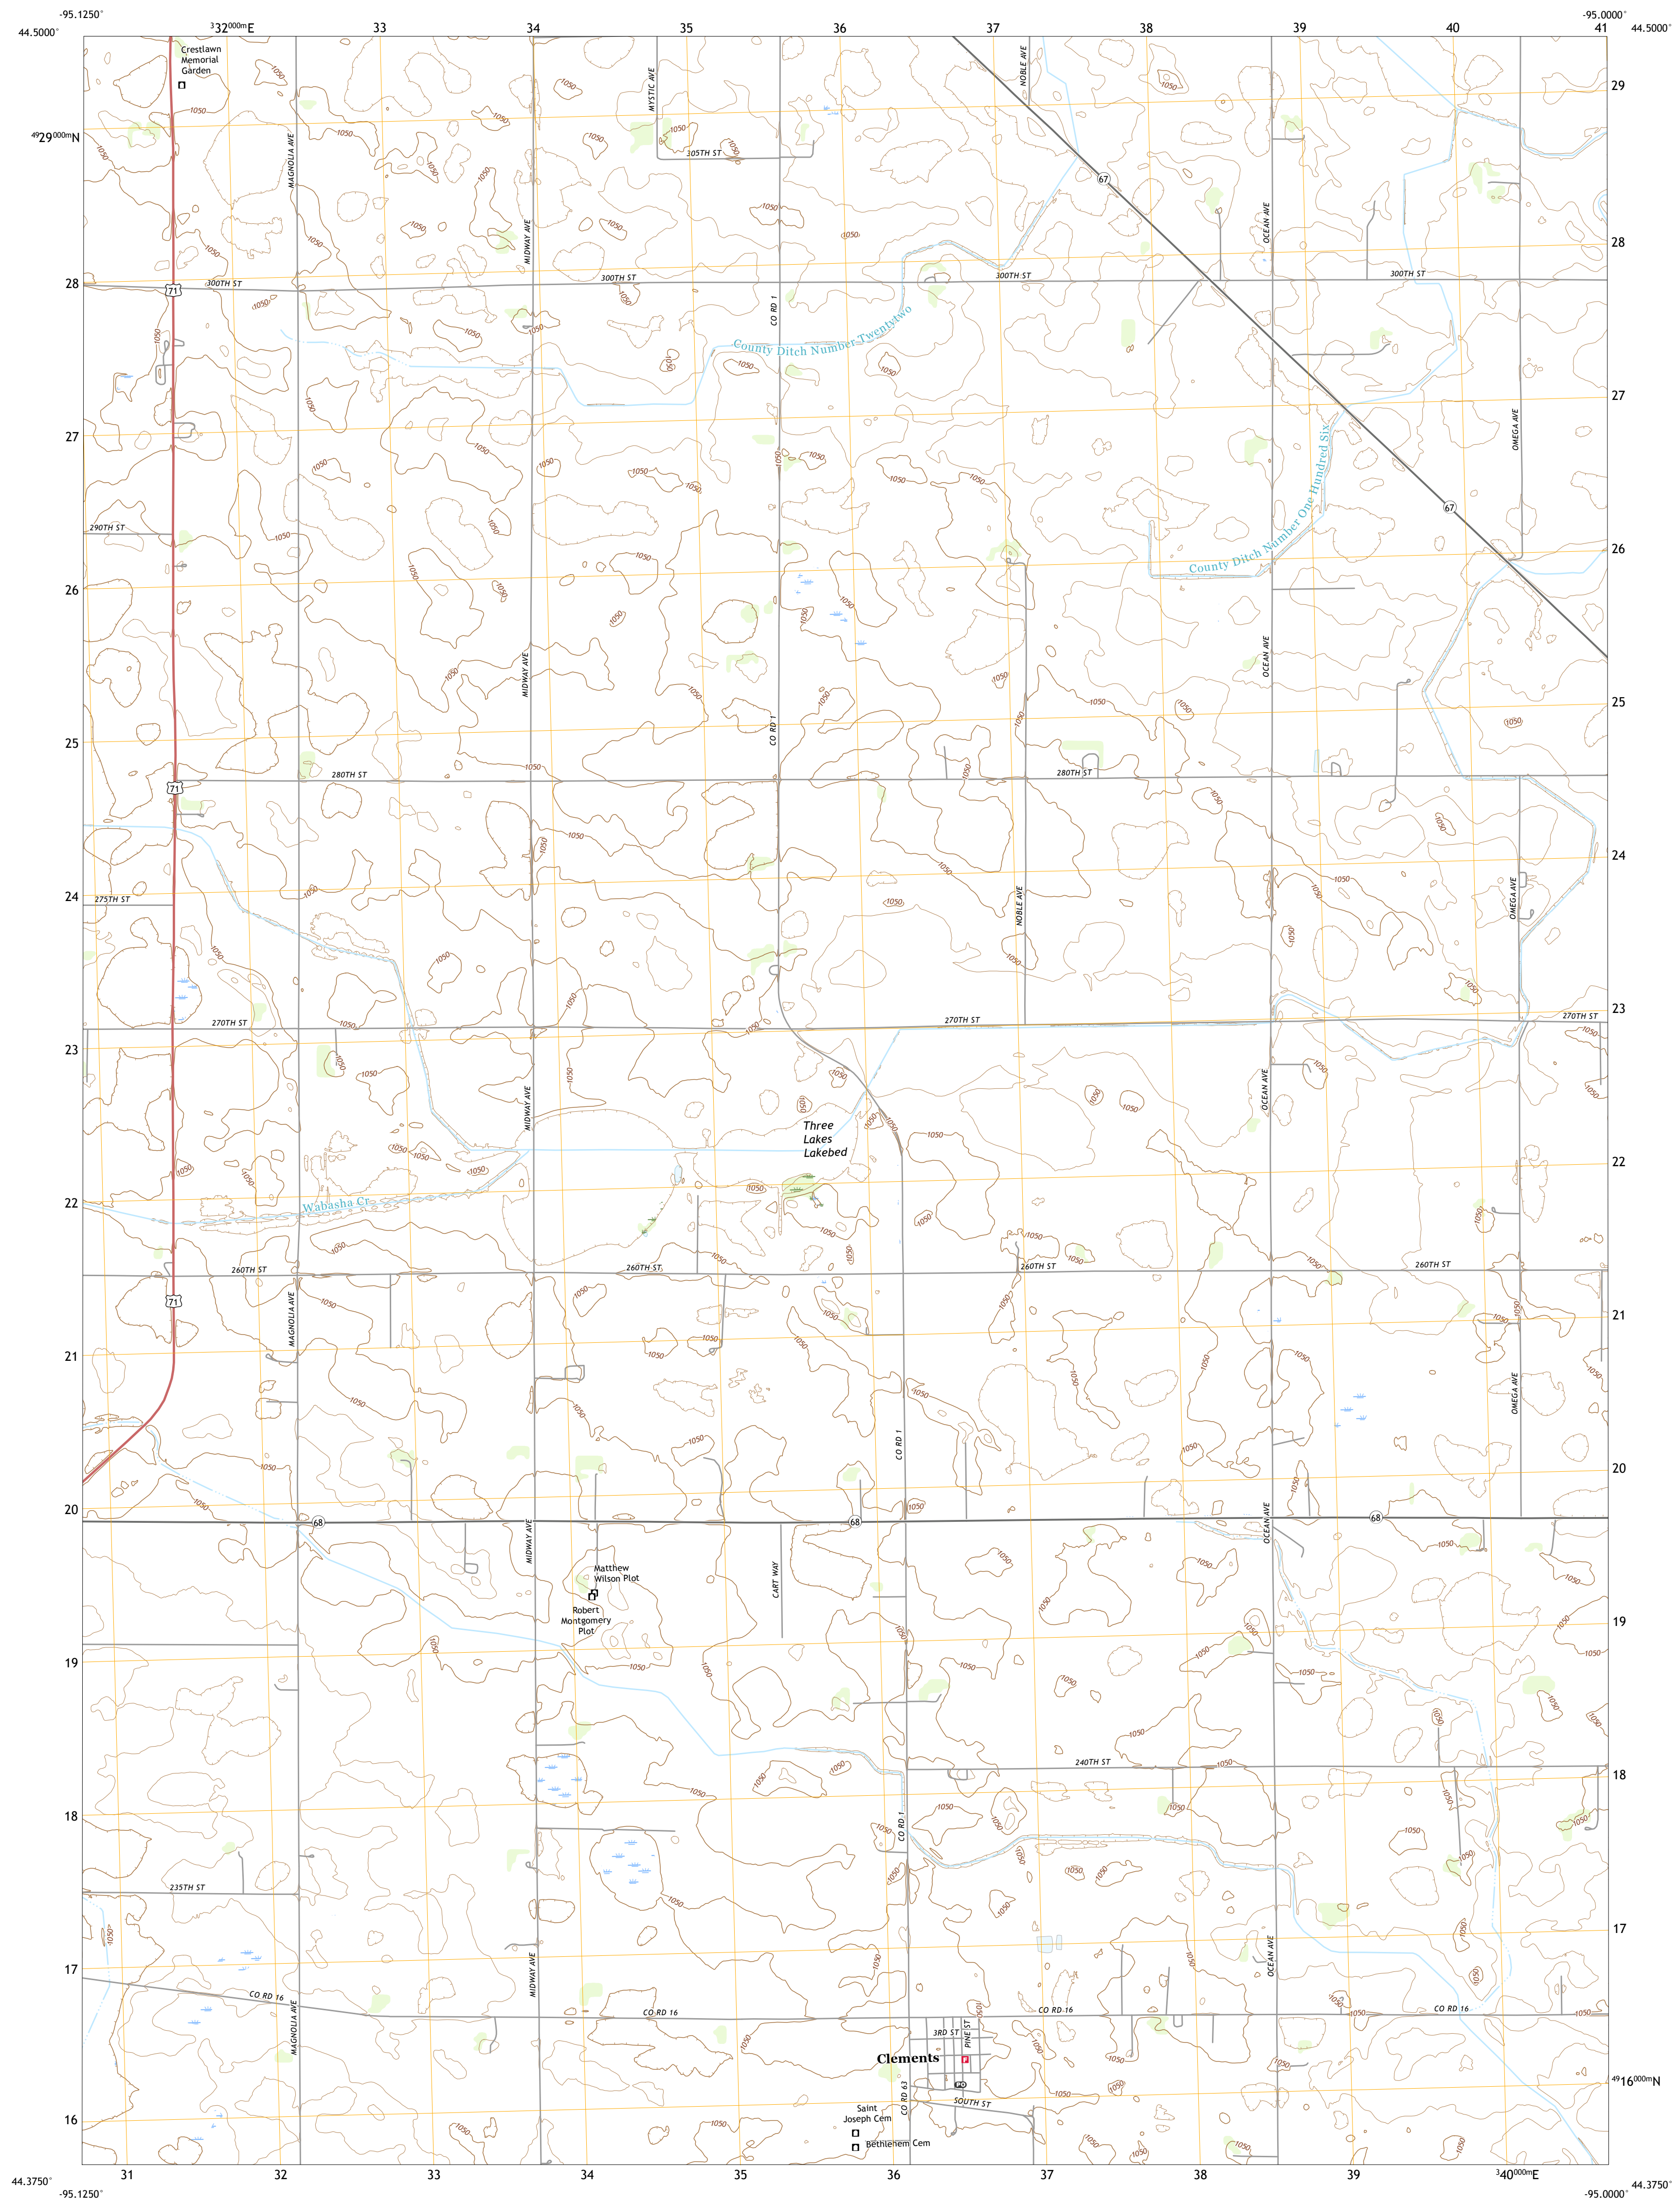 -95.1250°
332000mE
33
34
35
36
37
38
39
40
41
-95.0000°
44.5000°
44.5000°
Crestlawn
Memorial
Garden
MYSTIC AVE
NOBLE AVE
29
4929000mN
MAGNOLIA AVE
305TH ST
67
MIDWAY AVE
OCEAN AVE
28
28
300TH ST
300TH ST
300TH ST
300TH ST
71
CO RD 1
County Ditch Number Twentytwo
27
27
OMEGA AVE
County Ditch Number One Hundred Six
67
290TH ST
26
26
MIDWAY AVE
OCEAN AVE
CO RD 1
25
25
280TH ST
280TH ST
71
24
24
275TH ST
NOBLE AVE
OMEGA AVE
23
23
270TH ST
270TH ST
270TH ST
MIDWAY AVE
OCEAN AVE
Three
Lakes
Lakebed
22
22
Wabasha Cr
260TH ST
260TH ST
260TH ST
260TH ST
71
MAGNOLIA AVE
21
21
OMEGA AVE
CO RD 1
20
20
68
68
68
MIDWAY AVE
OCEAN AVE
Matthew
Wilson Plot
CART WAY
Robert
Montgomery
Plot
19
19
240TH ST
18
18
CO RD 1
235TH ST
17
17
MIDWAY AVE
OCEAN AVE
CO RD 16
CO RD 16
CO RD 16
CO RD 16
MAGNOLIA AVE
3RD ST
PINE ST
Clements
PO
4916000mN
CO RD 63
SOUTH ST
16
Saint
Joseph Cem
Bethlehem Cem
44.3750°
44.3750°
31
32
33
34
35
36
37
38
39
340000mE
-95.1250°
-95.0000°
1050